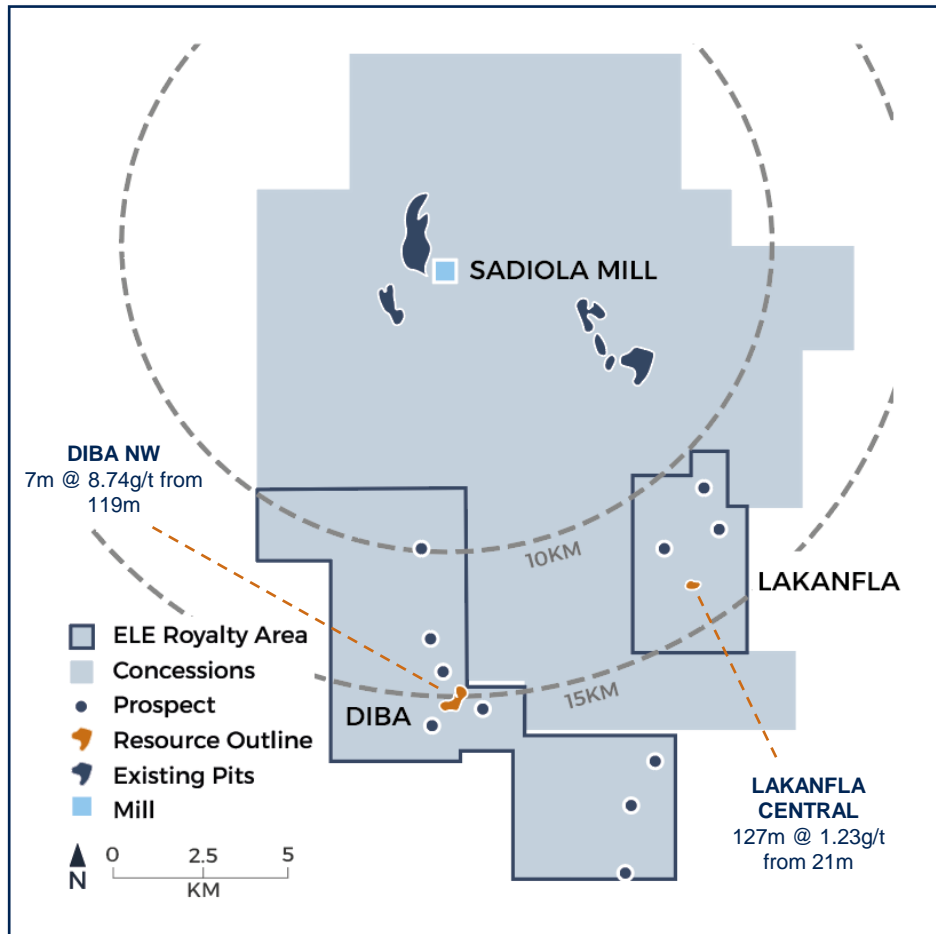 SADIOLA MILL
DIBA NW
7m @ 8.74g/t from
119m
10KM
LAKANFLA
15KM
DIBA
ELE Royalty Area
Concessions
Prospect
Resource Outline
Existing Pits
Mill
N
0 2.5 5
KM
LAKANFLA
CENTRAL
127m @ 1.23g/t
from 21m